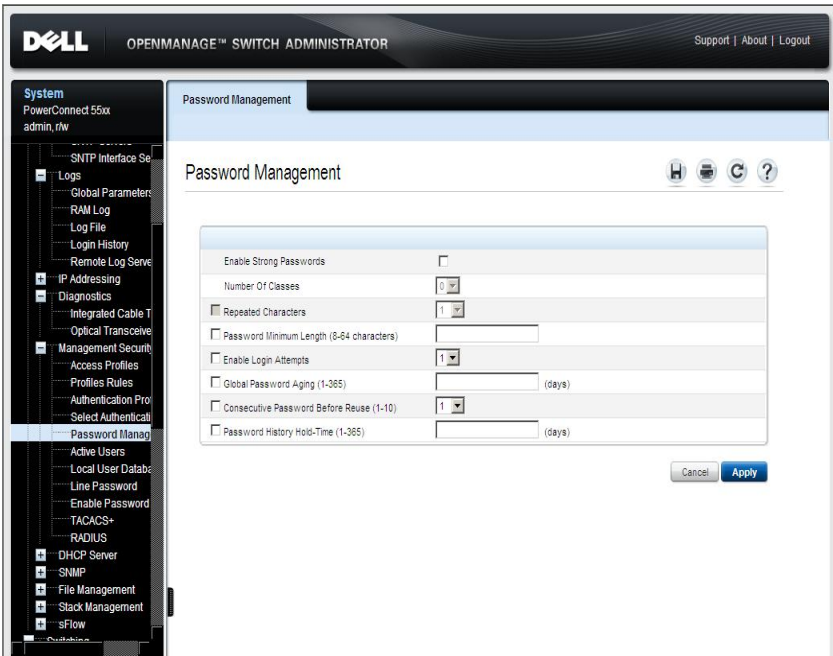 DELL
OPENMANAGE™ SWITCH ADMINISTRATOR
Support | About | Logout
System
PowerConnect 55xx
admin, r/w
SNTP Interface Se
Logs
Global Parameters
RAM Log
Log File
Login History
Remote Log Serve
IP Addressing
Diagnostics
Integrated Cable T
Optical Transceive
Management Securit
Access Profiles
Profiles Rules
Authentication Pro
Select Authenticati
Password Manag
Active Users
Local User Databa
Line Password
Enable Password
TACACS+
RADIUS
DHCP Server
SNMP
File Management
Stack Management
sFlow
Password Management
Password Management
Enable Strong Passwords
Number Of Classes 0
Repeated Characters 1
Password Minimum Length (8-64 characters)
Enable Login Attempts 1
Global Password Aging (1-365) (days)
Consecutive Password Before Reuse (1-10) 1
Password History Hold-Time (1-365) (days)
Cancel Apply